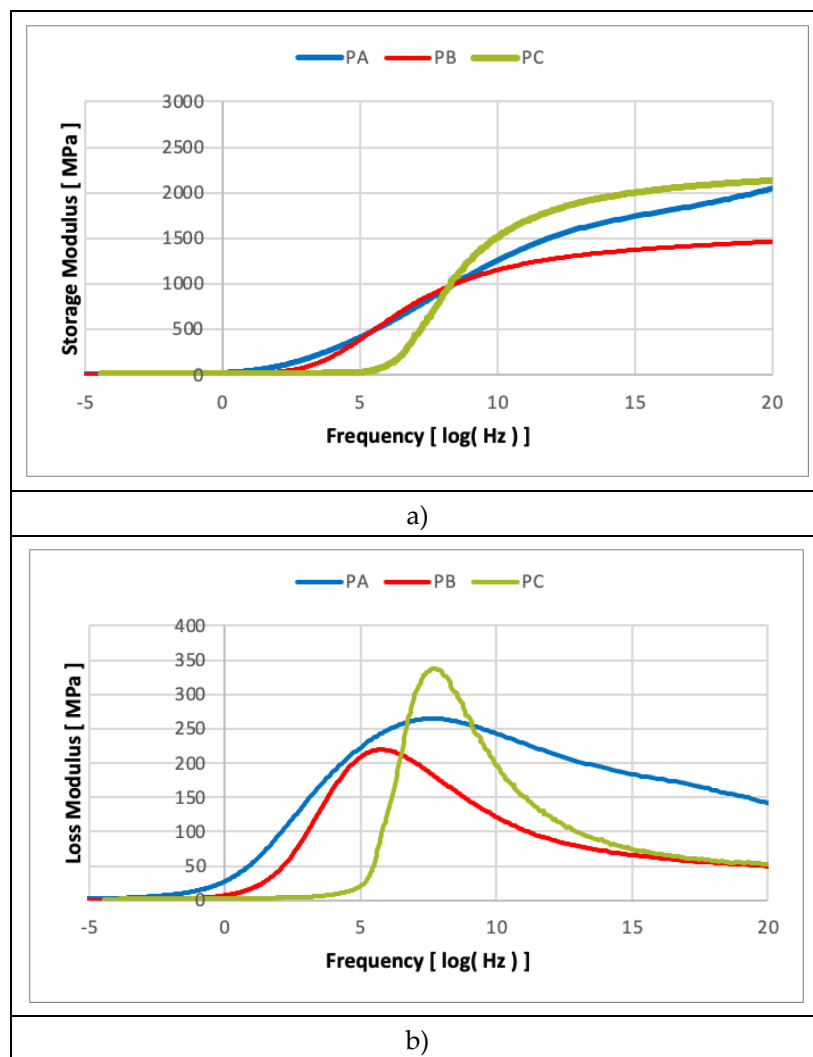 PA PB PC
3000
2500
2000
1500
1000
500
0
-5 0 5 10 15 20
Storage Modulus [ MPa ]
Frequency [ log( Hz ) ]
a)
PA PB PC
400
350
300
250
200
150
100
50
0
-5 0 5 10 15 20
Loss Modulus [ MPa ]
Frequency [ log( Hz ) ]
b)